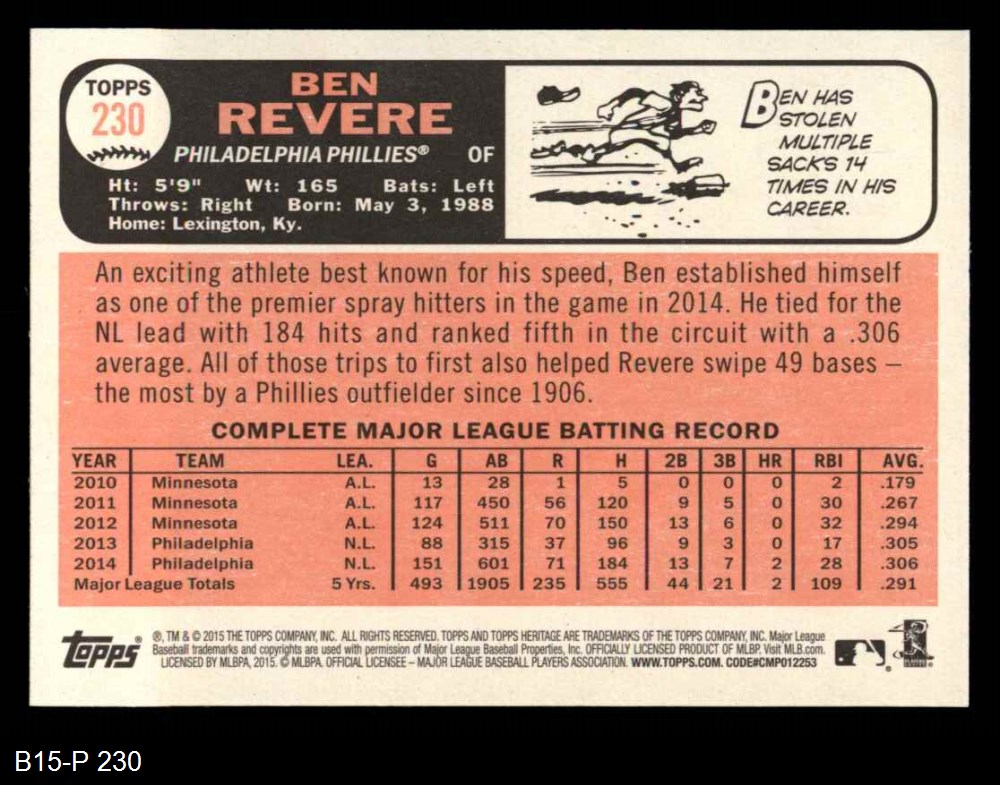 TOPPS
230
BEN
REVERE
PHILADELPHIA PHILLIES® OF
Ht: 5'9" Wt: 165 Bats: Left
Throws: Right Born: May 3, 1988
Home: Lexington, Ky.
BEN HAS
STOLEN
MULTIPLE
SACKS 14
TIMES IN HIS
CAREER.
An exciting athlete best known for his speed, Ben established himself
as one of the premier spray hitters in the game in 2014. He tied for the
NL lead with 184 hits and ranked fifth in the circuit with a .306
average. All of those trips to first also helped Revere swipe 49 bases –
the most by a Phillies outfielder since 1906.
COMPLETE MAJOR LEAGUE BATTING RECORD
YEAR TEAM LEA. G AB R H 2B 3B HR RBI AVG.
2010 Minnesota A.L. 13 28 1 5 0 0 0 2 .179
2011 Minnesota A.L. 117 450 56 120 9 5 0 30 .267
2012 Minnesota A.L. 124 511 70 150 13 6 0 32 .294
2013 Philadelphia N.L. 88 315 37 96 9 3 0 17 .305
2014 Philadelphia N.L. 151 601 71 184 13 7 2 28 .306
Major League Totals 5 Yrs. 493 1905 235 555 44 21 2 109 .291
Topps®
®, TM & © 2015 THE TOPPS COMPANY, INC. ALL RIGHTS RESERVED. TOPPS AND TOPPS HERITAGE ARE TRADEMARKS OF THE TOPPS COMPANY, INC. Major League
Baseball trademarks and copyrights are used with permission of Major League Baseball Properties, Inc. OFFICIALLY LICENSED PRODUCT OF MLBP. Visit MLB.com.
LICENSED BY MLBPA, 2015. © MLBPA. OFFICIAL LICENSEE – MAJOR LEAGUE BASEBALL PLAYERS ASSOCIATION. WWW.TOPPS.COM. CODE#CMP012253
B15-P 230